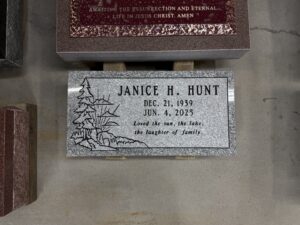 AWAITING THE RESURRECTION AND ETERNAL
LIFE IN JESUS CHRIST. AMEN
JANICE H. HUNT
DEC. 21, 1939
JUN. 4, 2025
Loved the sun, the lake,
the laughter of family.